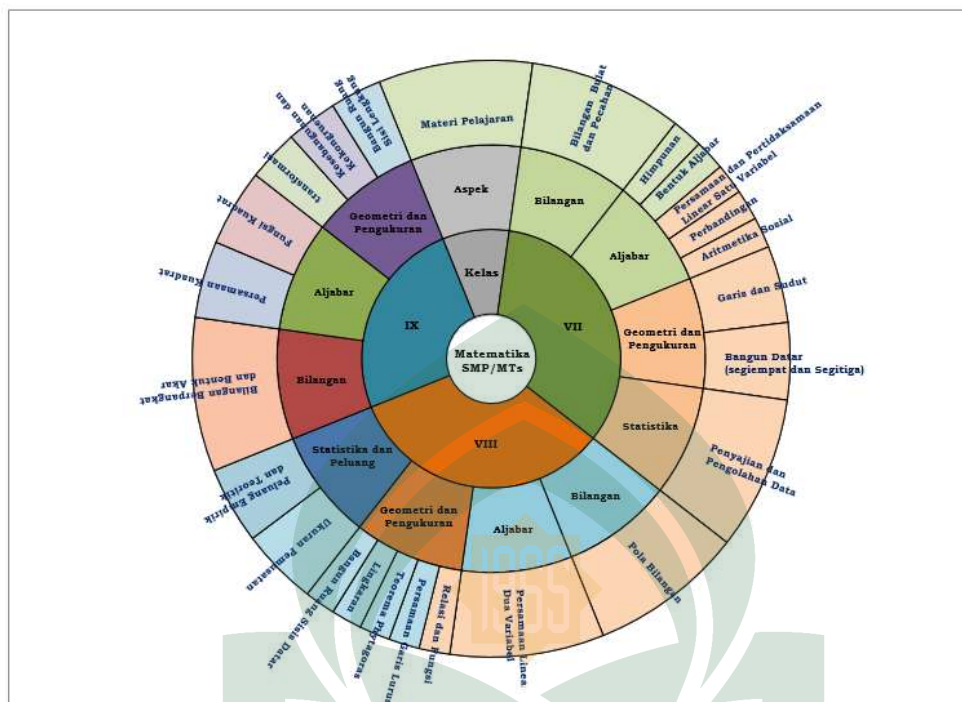 Matematika
SMP/MTs
Kelas
VII
VIII
IX
Aspek
Bilangan
Aljabar
Geometri dan
Pengukuran
Statistika
Bilangan
Aljabar
Geometri dan
Pengukuran
Statistika dan
Peluang
Bilangan
Aljabar
Geometri dan
Pengukuran
Materi Pelajaran
Bilangan Bulat
dan Pecahan
Himpunan
Bentuk Aljabar
Persamaan dan Pertidaksamaan
Linear Satu Variabel
Perbandingan
Aritmetika Sosial
Garis dan Sudut
Bangun Datar
(segiempat dan Segitiga)
Penyajian dan
Pengolahan Data
Pola Bilangan
Persamaan Linea
Dua Variabel
Relasi dan Fungsi
Persamaan Garis Lurus
Teorema Phytagoras
Lingkaran
Bangun Ruang Sisis Datar
Ukuran Pemusatan
Peluang Empirik
dan Teoritik
Bilangan Berpangkat
dan Bentuk Akar
Persamaan Kuadrat
Fungsi Kuadrat
transformasi
Kesebangunan dan
Kekongruenan
Bangun Ruang
Sisi Lengkung
1965